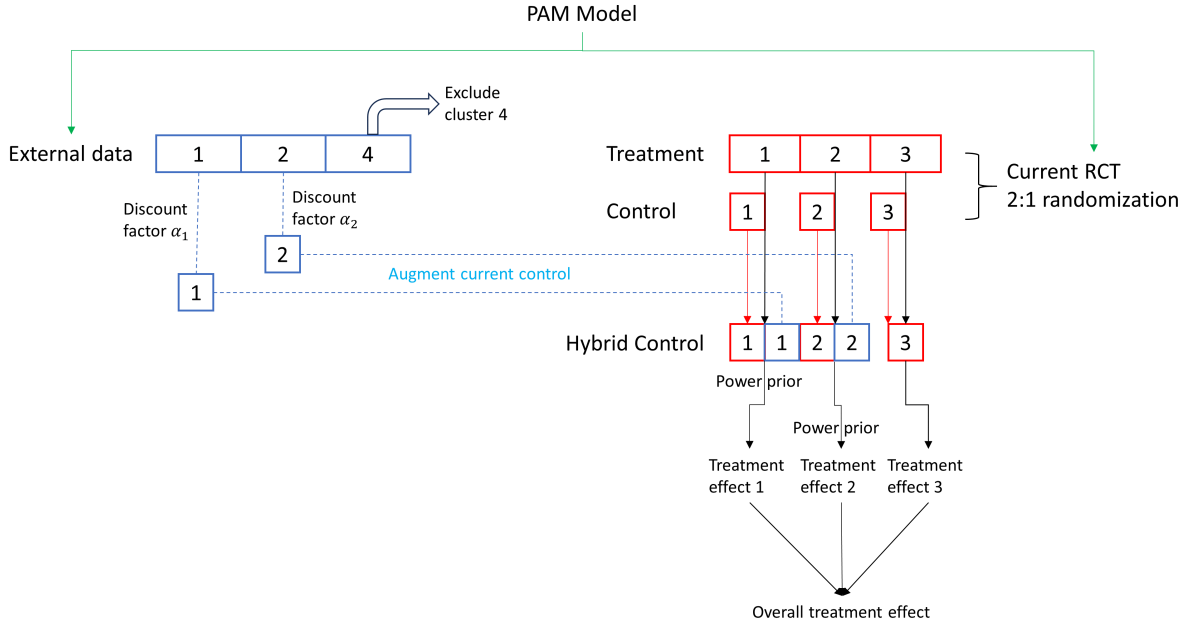 PAM Model
Exclude
cluster 4
External data
1 2 4
Treatment
1 2 3
Current RCT
2:1 randomization
Discount
factor α₁
Discount
factor α₂
Control
1 2 3
2
Augment current control
1
Hybrid Control
1 1 2 2 3
Power prior
Power prior
Treatment
effect 1
Treatment
effect 2
Treatment
effect 3
Overall treatment effect